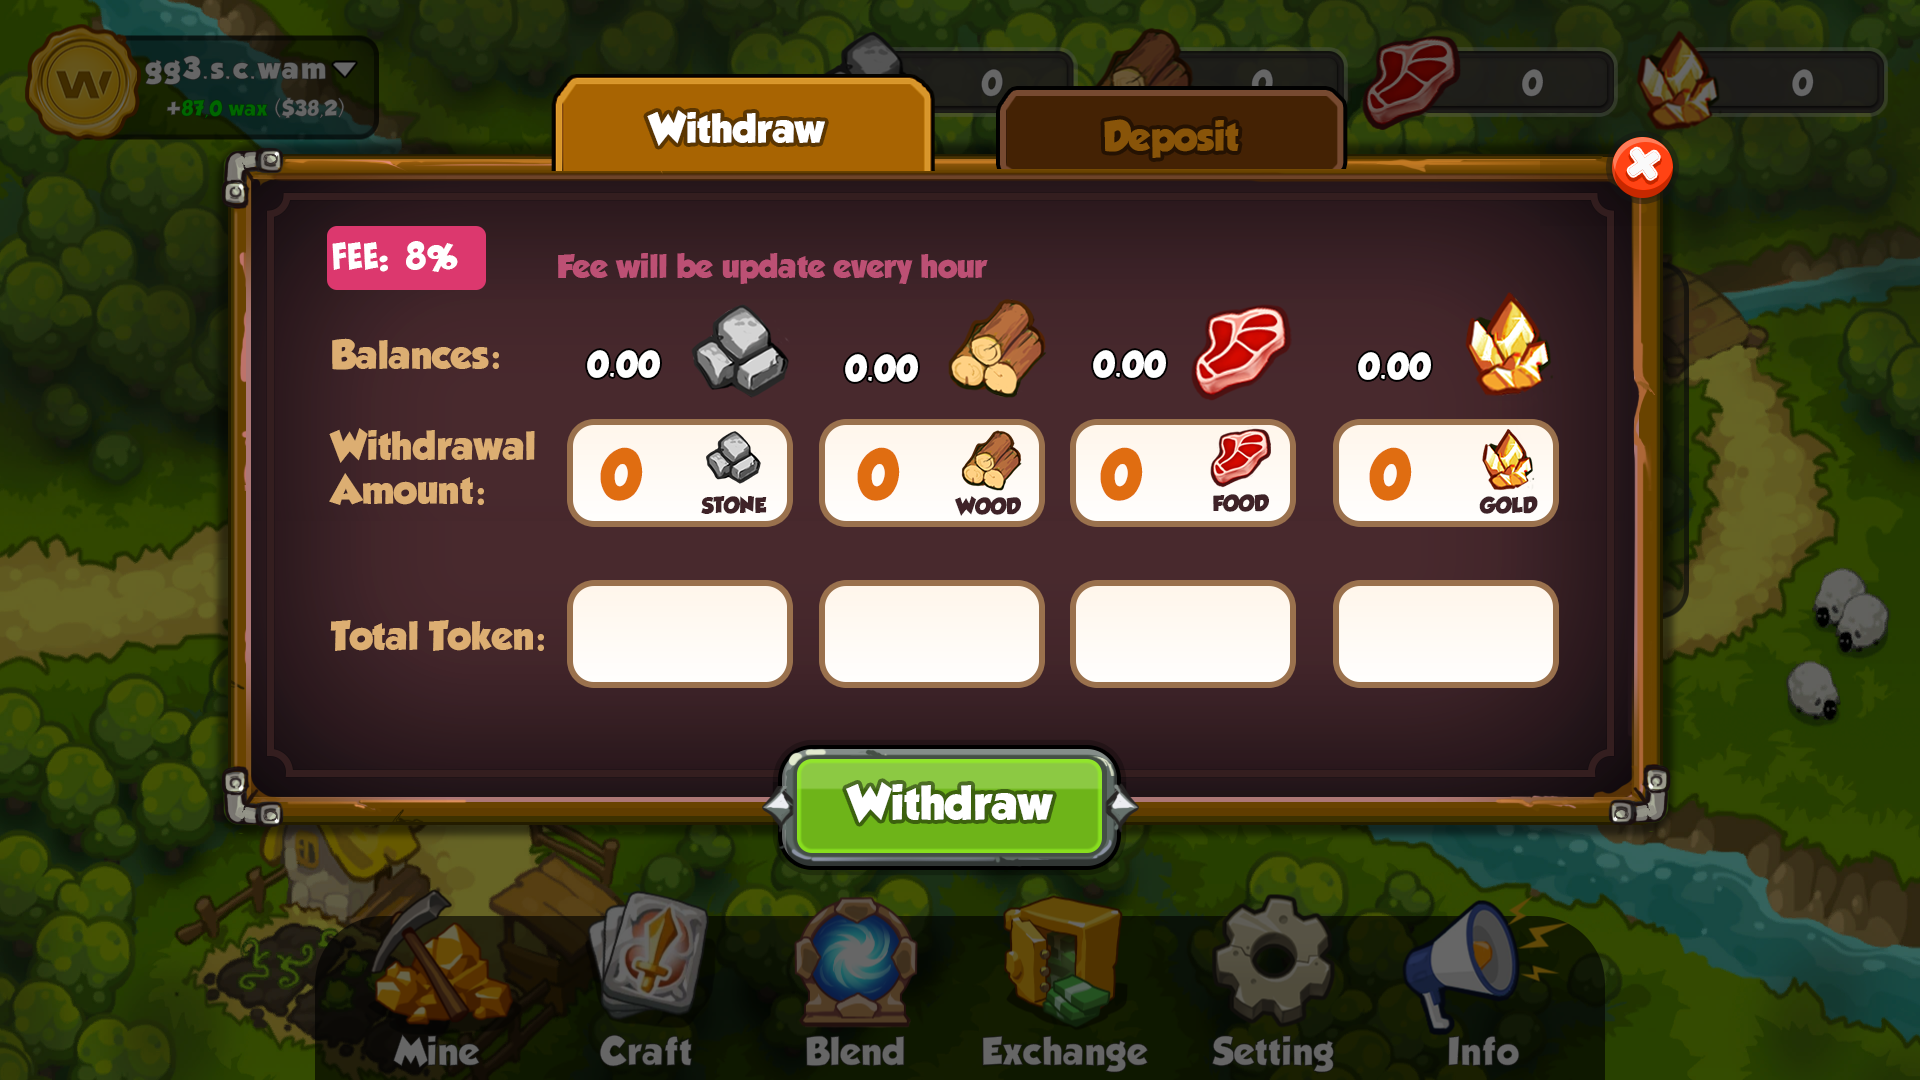 gg3.s.c.wam
+87.0 wax ($38.2)
0
0
0
0
Withdraw
Deposit
FEE: 8%
Fee will be update every hour
Balances:
0.00
0.00
0.00
0.00
Withdrawal
Amount:
0
STONE
0
WOOD
0
FOOD
0
GOLD
Total Token:
Withdraw
Mine
Craft
Blend
Exchange
Setting
Info